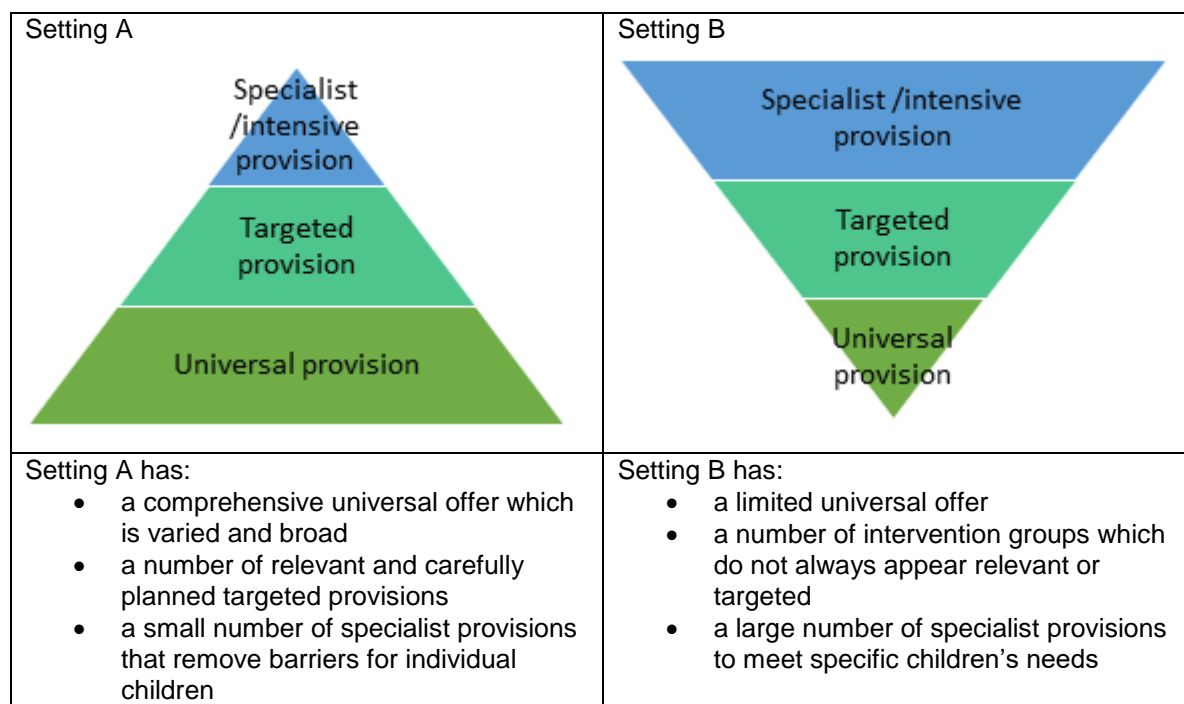 Setting A
Specialist
/intensive
provision
Targeted
provision
Universal provision
Setting B
Specialist /intensive
provision
Targeted
provision
Universal
provision
Setting A has:
• a comprehensive universal offer which
is varied and broad
• a number of relevant and carefully
planned targeted provisions
• a small number of specialist provisions
that remove barriers for individual
children
Setting B has:
• a limited universal offer
• a number of intervention groups which
do not always appear relevant or
targeted
• a large number of specialist provisions
to meet specific children’s needs